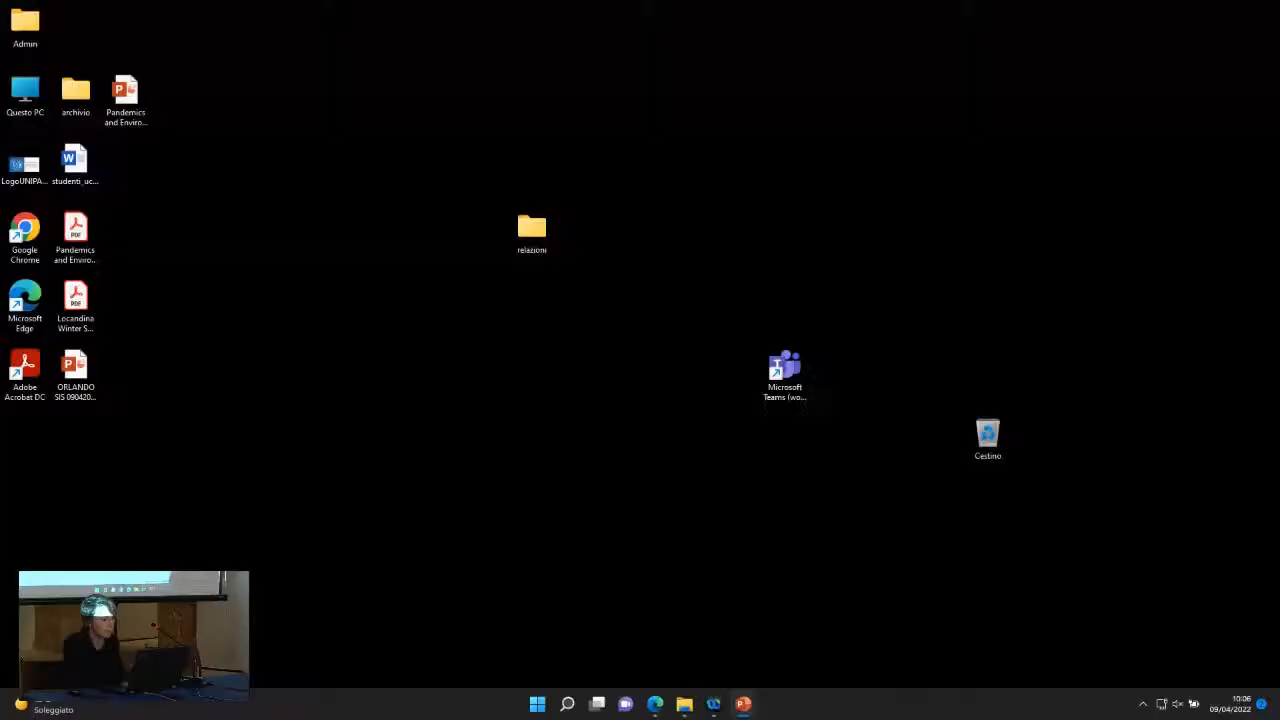 Admin
Questo PC
archivio
Pandemics
and Enviro...
LogoUNIPA...
studenti_uc...
Google
Chrome
Pandemics
and Enviro...
relazioni
Microsoft
Edge
Locandina
Winter S...
Adobe
Acrobat DC
ORLANDO
SIS 090420...
Microsoft
Teams (wo...
Cestino
Soleggiato
10:06
09/04/2022
2